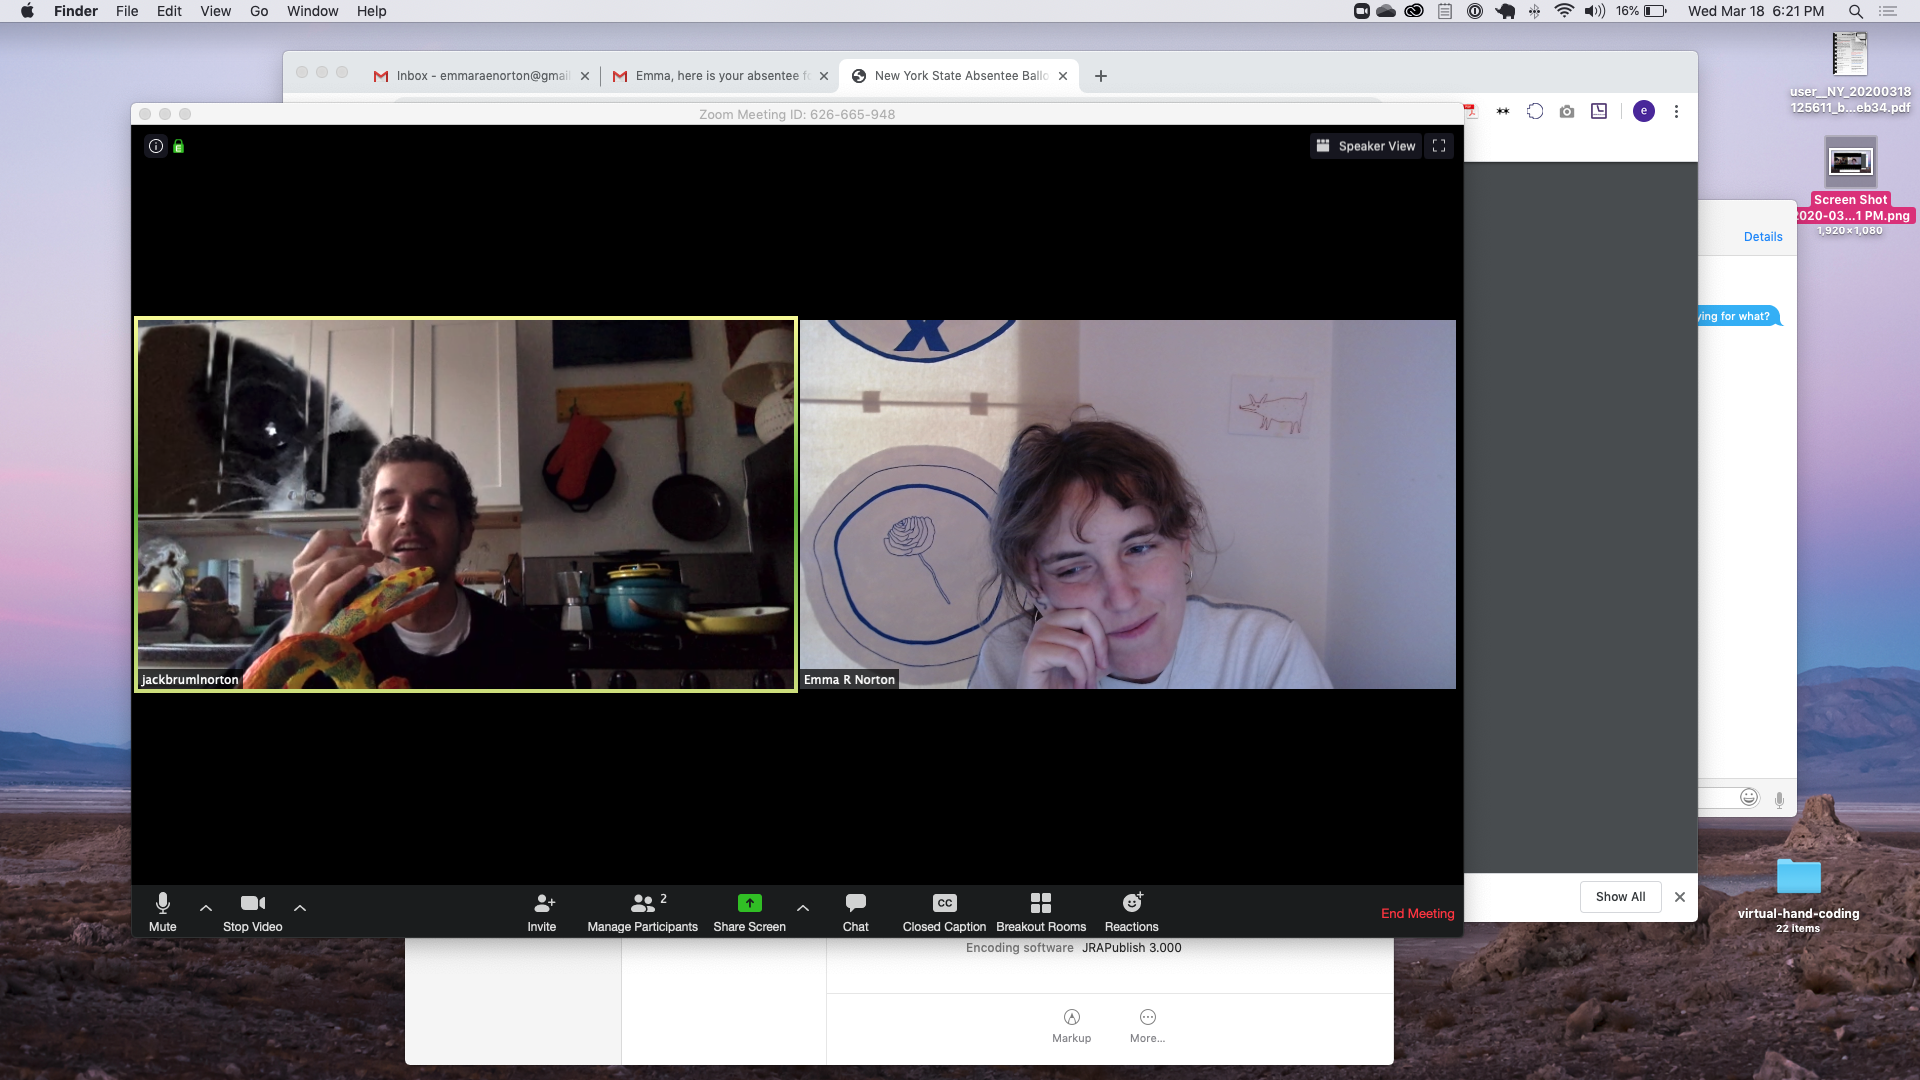 Finder File Edit View Go Window Help
16% Wed Mar 18 6:21 PM
Inbox - emmaraenorton@gmai
Emma, here is your absentee fo
New York State Absentee Ballo
user__NY_20200318
125611_b...eb34.pdf
Zoom Meeting ID: 626-665-948
e
Speaker View
Screen Shot
2020-03...1 PM.png
1,920×1,080
Details
ying for what?
X
jackbrumlnorton
Emma R Norton
Mute
Stop Video
Invite
2
Manage Participants
Share Screen
Chat
CC
Closed Caption
Breakout Rooms
Reactions
End Meeting
Show All
virtual-hand-coding
22 items
Encoding software JRAPublish 3.000
Markup
More...